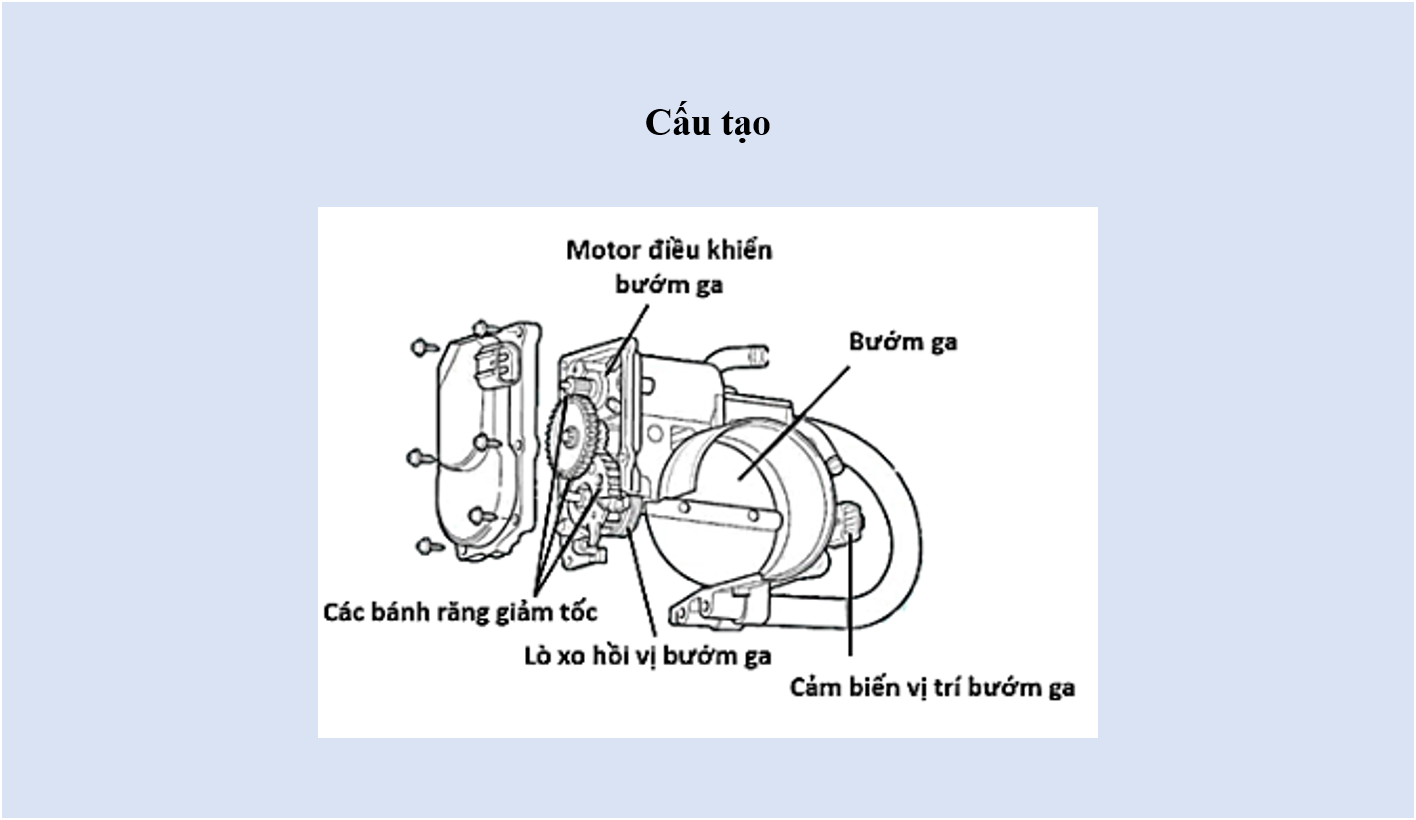 Cấu tạo
Motor điều khiển
bướm ga
Bướm ga
Các bánh răng giảm tốc
Lò xo hồi vị bướm ga
Cảm biến vị trí bướm ga